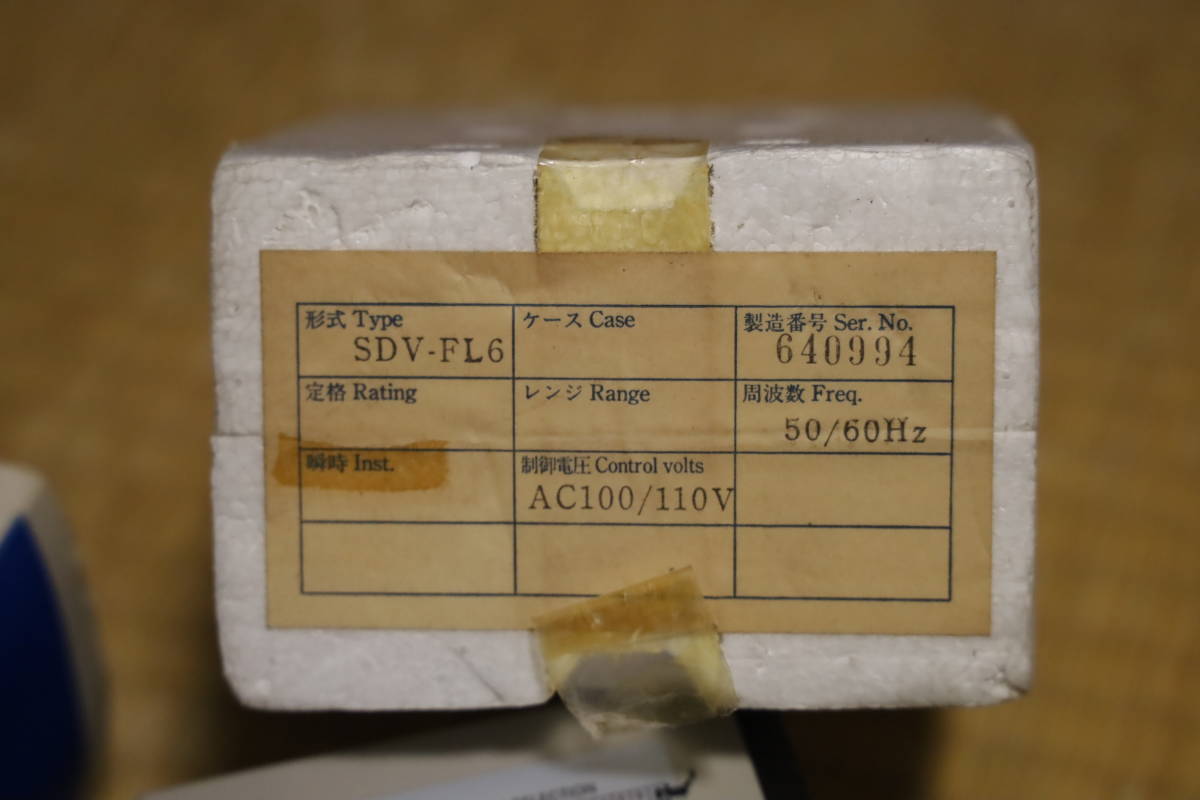 形式 Type
SDV-FL6
ケース Case
製造番号 Ser. No.
640994
定格 Rating
レンジ Range
周波数 Freq.
50/60Hz
瞬時 Inst.
制御電圧 Control volts
AC100/110V